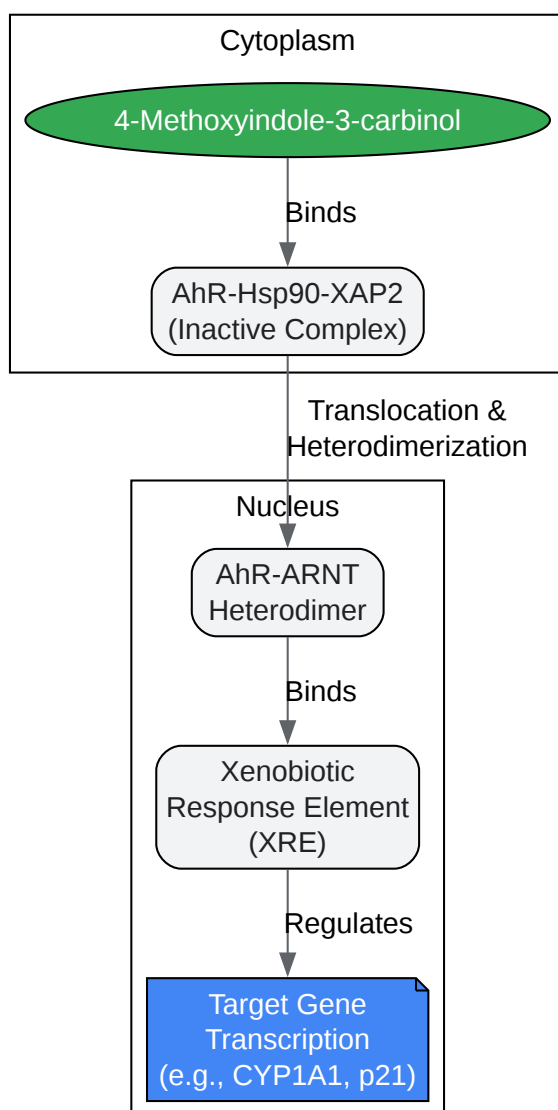 Cytoplasm
4-Methoxyindole-3-carbinol
Binds
AhR-Hsp90-XAP2
(Inactive Complex)
Translocation &
Heterodimerization
Nucleus
AhR-ARNT
Heterodimer
Binds
Xenobiotic
Response Element
(XRE)
Regulates
Target Gene
Transcription
(e.g., CYP1A1, p21)